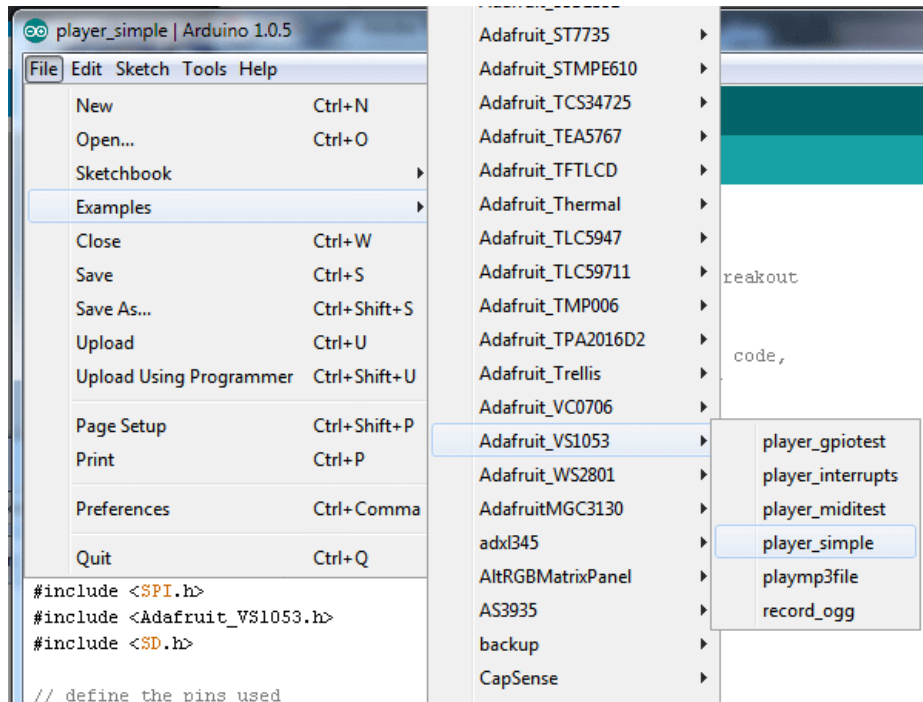 player_simple | Arduino 1.0.5
File Edit Sketch Tools Help
New Ctrl+N
Open... Ctrl+O
Sketchbook
Examples
Close Ctrl+W
Save Ctrl+S
Save As... Ctrl+Shift+S
Upload Ctrl+U
Upload Using Programmer Ctrl+Shift+U
Page Setup Ctrl+Shift+P
Print Ctrl+P
Preferences Ctrl+Comma
Quit Ctrl+Q
Adafruit_ST7735
Adafruit_STMPE610
Adafruit_TCS34725
Adafruit_TEA5767
Adafruit_TFTLCD
Adafruit_Thermal
Adafruit_TLC5947
Adafruit_TLC59711
Adafruit_TMP006
Adafruit_TPA2016D2
Adafruit_Trellis
Adafruit_VC0706
Adafruit_VS1053
Adafruit_WS2801
AdafruitMGC3130
adxl345
AltRGBMatrixPanel
AS3935
backup
CapSense
player_gpiotest
player_interrupts
player_miditest
player_simple
playmp3file
record_ogg
reakout
code,
#include <SPI.h>
#include <Adafruit_VS1053.h>
#include <SD.h>
// define the pins used